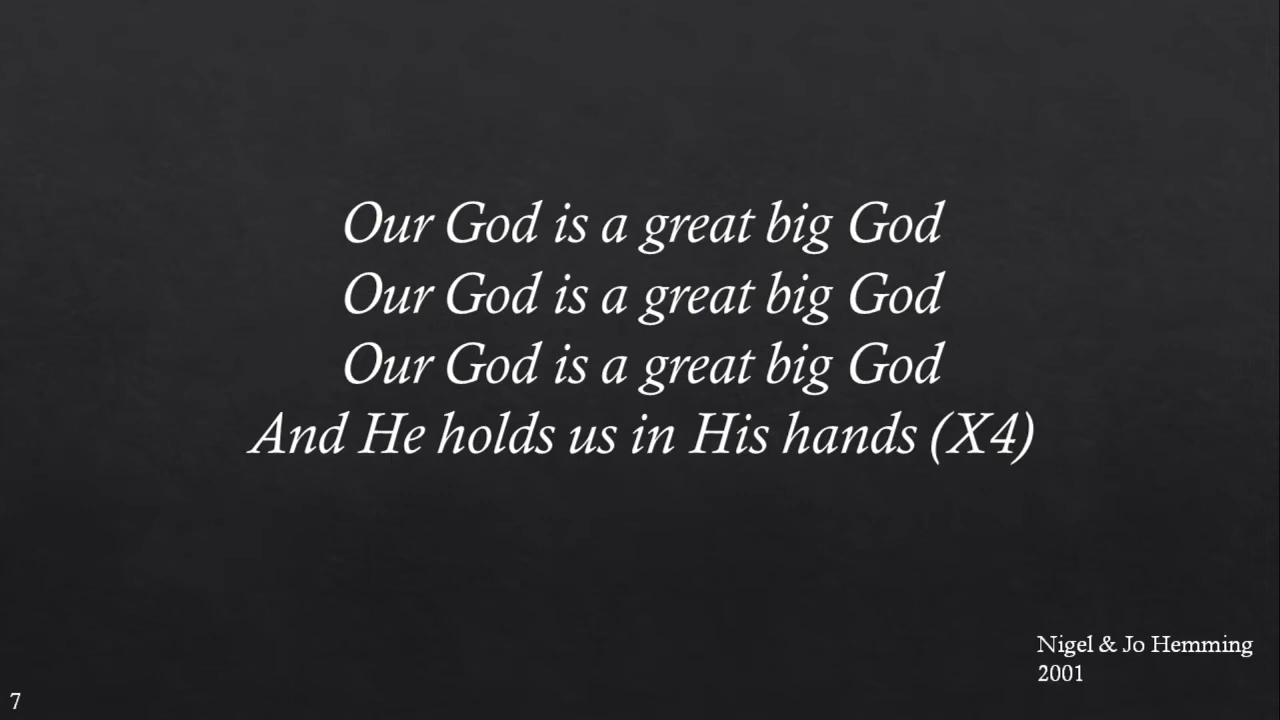 Our God is a great big God
Our God is a great big God
Our God is a great big God
And He holds us in His hands (X4)
Nigel & Jo Hemming
2001
7